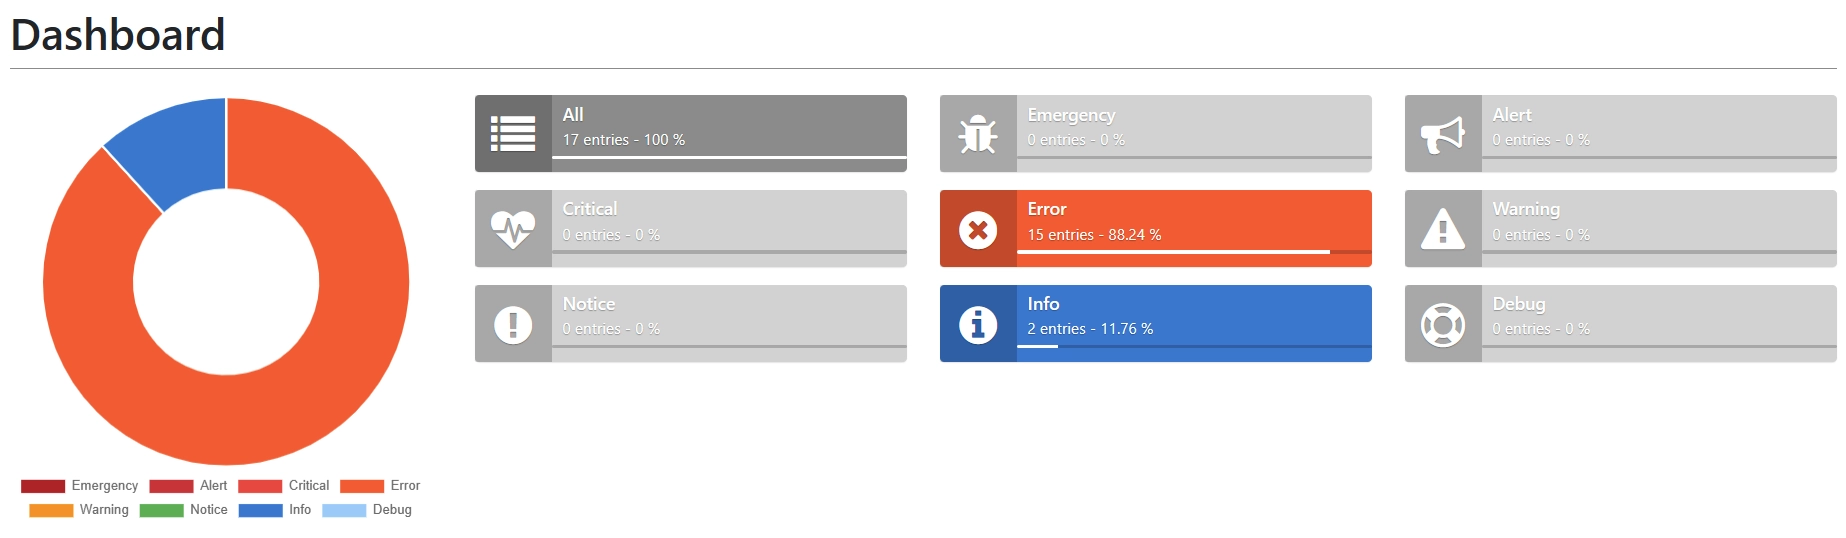 Dashboard
All
17 entries - 100 %
Emergency
0 entries - 0 %
Alert
0 entries - 0 %
Critical
0 entries - 0 %
Error
15 entries - 88.24 %
Warning
0 entries - 0 %
Notice
0 entries - 0 %
Info
2 entries - 11.76 %
Debug
0 entries - 0 %
Emergency Alert Critical Error
Warning Notice Info Debug